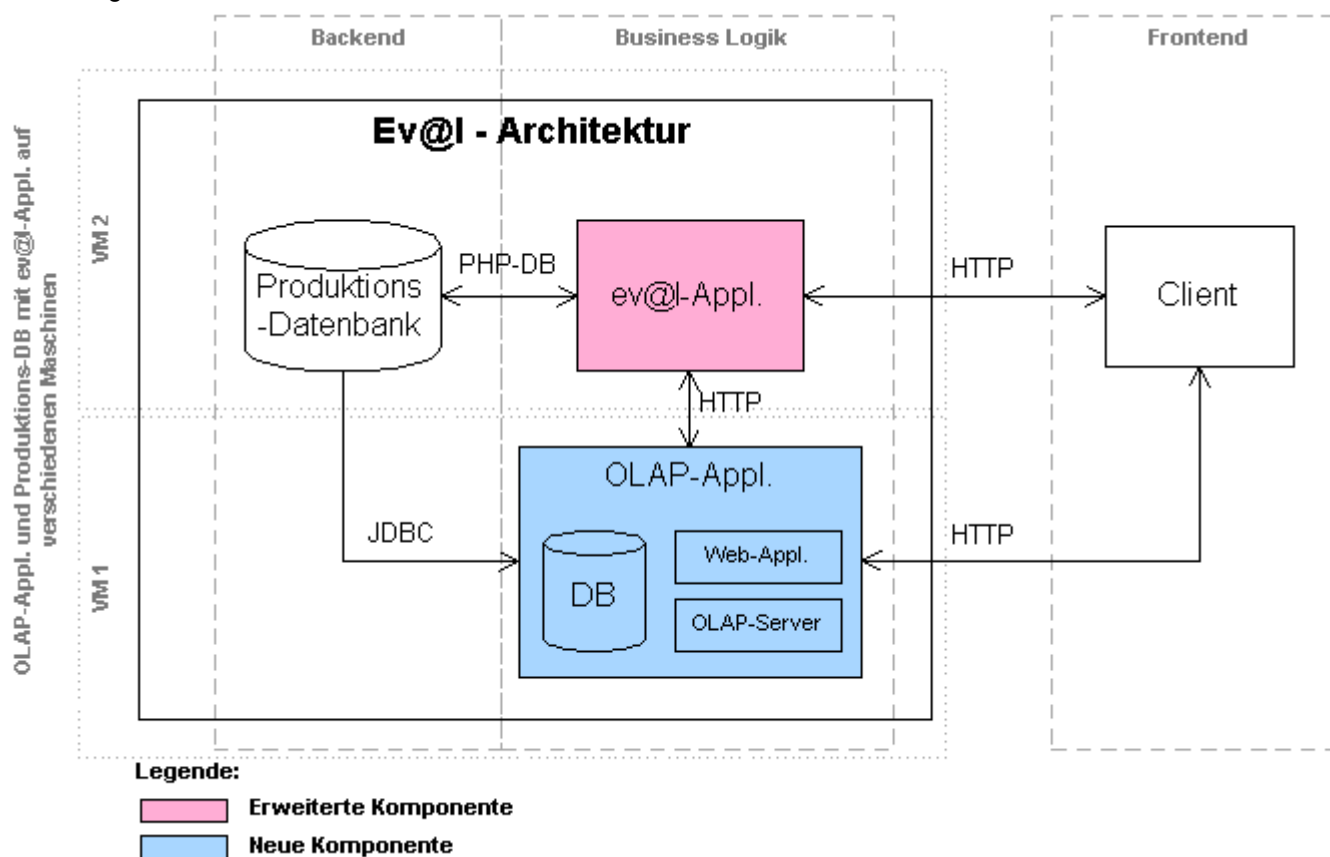 Backend
Business Logik
Frontend
Ev@l - Architektur
OLAP-Appl. und Produktions-DB mit ev@l-Appl. auf
verschiedenen Maschinen
VM 2
Produktions
-Datenbank
PHP-DB
ev@l-Appl.
HTTP
Client
HTTP
VM 1
JDBC
OLAP-Appl.
DB
Web-Appl.
OLAP-Server
HTTP
Legende:
Erweiterte Komponente
Neue Komponente